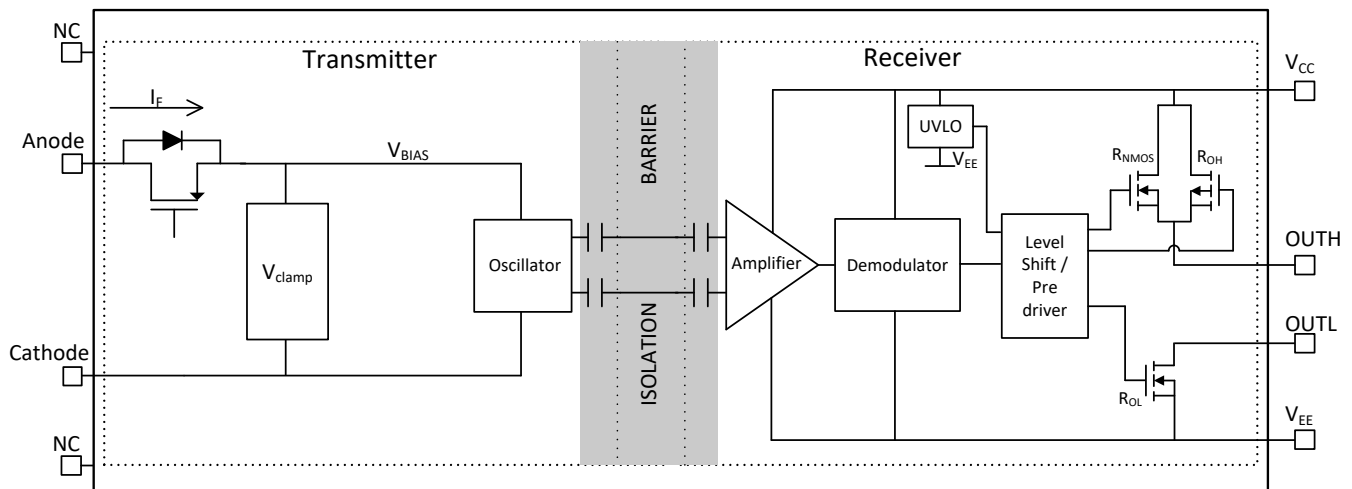 NC
Transmitter
Receiver
VCC
IF
Anode
VBIAS
BARRIER
UVLO
VEE
RNMOS
ROH
Vclamp
Oscillator
Amplifier
Demodulator
Level
Shift /
Pre
driver
OUTH
OUTL
Cathode
ISOLATION
ROL
VEE
NC